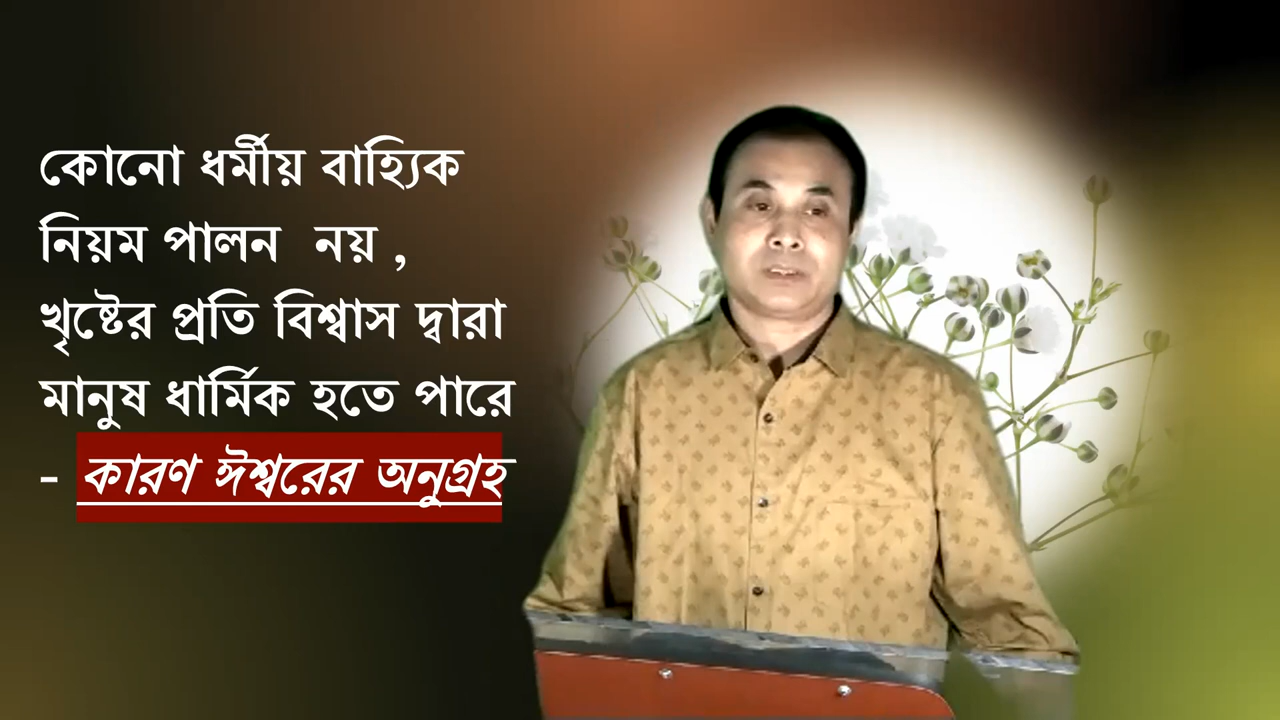 কোনো ধর্মীয় বাহ্যিক
নিয়ম পালন নয় ,
খৃষ্টের প্রতি বিশ্বাস দ্বারা
মানুষ ধার্মিক হতে পারে
- কারণ ঈশ্বরের অনুগ্রহ